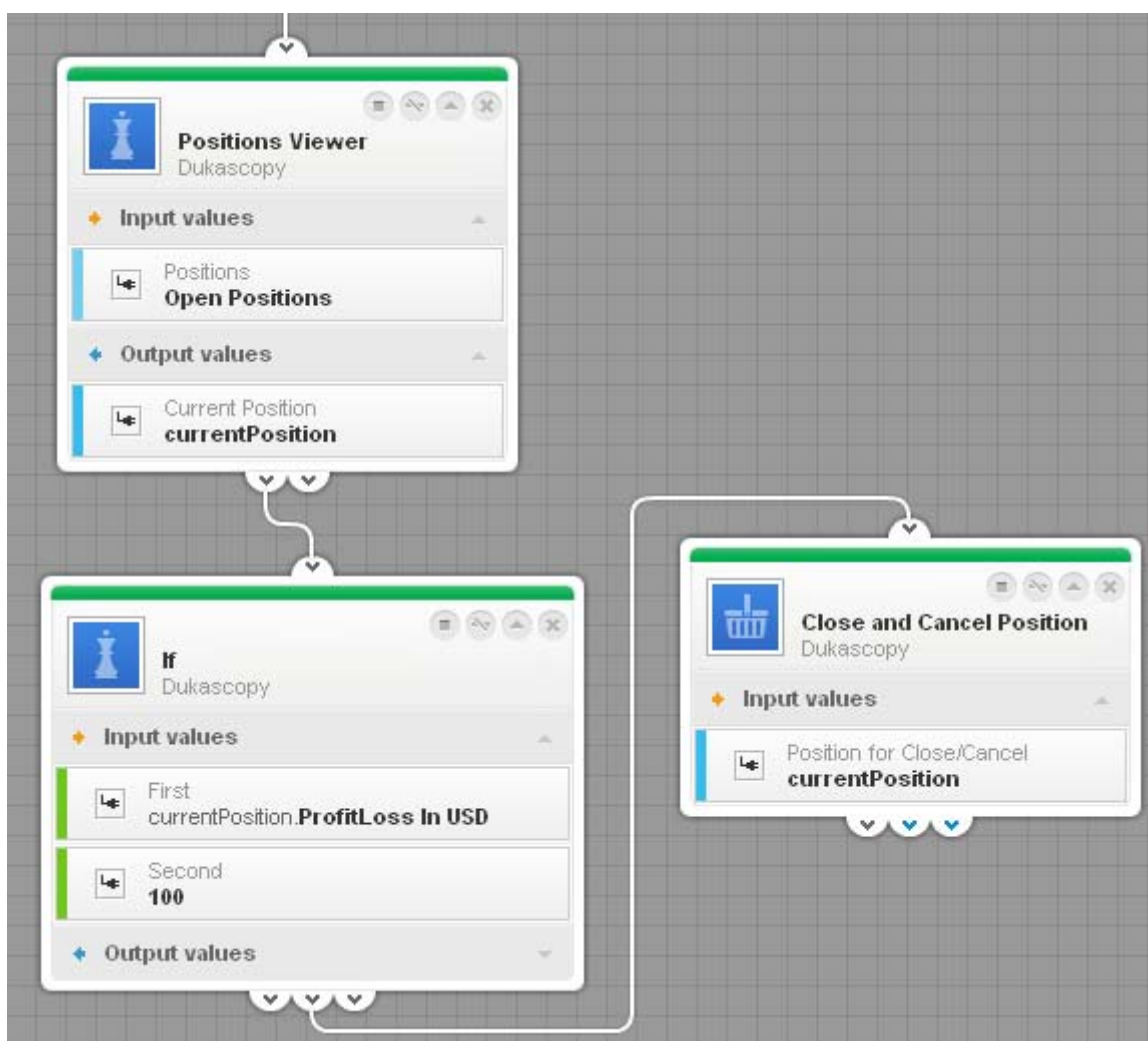 Positions Viewer
Dukascopy
Input values
Positions
Open Positions
Output values
Current Position
currentPosition
If
Dukascopy
Input values
First
currentPosition.ProfitLoss In USD
Second
100
Output values
Close and Cancel Position
Dukascopy
Input values
Position for Close/Cancel
currentPosition